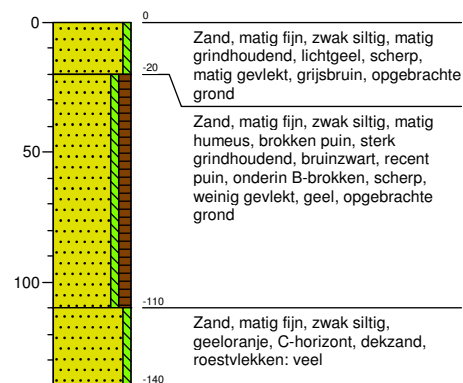 0
0
Zand, matig fijn, zwak siltig, matig
grindhoudend, lichtgeel, scherp,
matig gevlekt, grijsbruin, opgebrachte
grond
-20
Zand, matig fijn, zwak siltig, matig
humeus, brokken puin, sterk
grindhoudend, bruinzwart, recent
puin, onderin B-brokken, scherp,
weinig gevlekt, geel, opgebrachte
grond
50
100
-110
Zand, matig fijn, zwak siltig,
geeloranje, C-horizont, dekzand,
roestvlekken: veel
-140